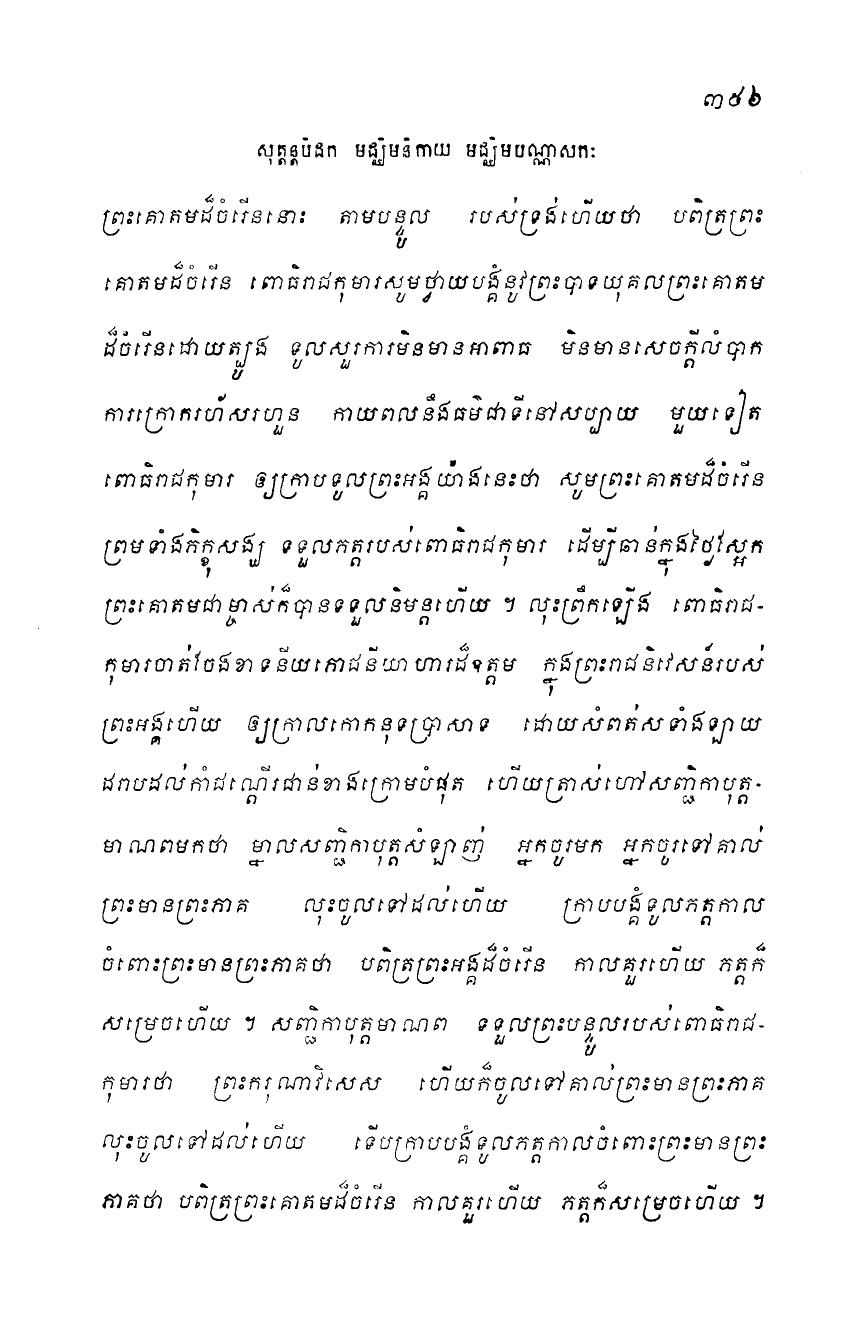 ៣៩៦
សុត្តន្តបិដក មជ្ឈិមនិកាយ មជ្ឈិមបណ្ណាសកៈ
ព្រះគោតមដ៏ចំរើននោះ តាមបន្ទូល របស់ទ្រង់ហើយថា បពិត្រព្រះ
គោតមដ៏ចំរើន ពោធិរាជកុមារសូមថ្វាយបង្គំនូវព្រះបាទយុគលព្រះគោតម
ដ៏ចំរើនដោយត្បូង ទូលសួរការមិនមានអាពាធ មិនមានសេចក្តីលំបាក
ការក្រោករហ័សរហួន កាយពលនឹងធម៌ជាទីនៅសប្បាយ មួយទៀត
ពោធិរាជកុមារ ឲ្យក្រាបទូលព្រះអង្គយ៉ាងនេះថា សូមព្រះគោតមដ៏ចំរើន
ព្រមទាំងភិក្ខុសង្ឃ ទទួលភត្តរបស់ពោធិរាជកុមារ ដើម្បីឆាន់ក្នុងថ្ងៃស្អែក
ព្រះគោតមជាម្ចាស់ក៏បានទទួលនិមន្តហើយ ។ លុះព្រឹកឡើង ពោធិរាជ-
កុមារចាត់ចែងខាទនីយភោជនីយាហារដ៏ឧត្តម ក្នុងព្រះរាជនិវេសន៍របស់
ព្រះអង្គហើយ ឲ្យក្រាលកោកនុទប្រាសាទ ដោយសំពត់សទាំងឡាយ
ដរាបដល់កាំជណ្តើរជាន់ខាងក្រោមបំផុត ហើយត្រាស់ហៅសញ្ជិកាបុត្ត-
មាណពមកថា ម្នាលសញ្ជិកាបុត្តសំឡាញ់ អ្នកចូរមក អ្នកចូរទៅគាល់
ព្រះមានព្រះភាគ លុះចូលទៅដល់ហើយ ក្រាបបង្គំទូលភត្តកាល
ចំពោះព្រះមានព្រះភាគថា បពិត្រព្រះអង្គដ៏ចំរើន កាលគួរហើយ ភត្តក៏
សម្រេចហើយ ។ សញ្ជិកាបុត្តមាណព ទទួលព្រះបន្ទូលរបស់ពោធិរាជ-
កុមារថា ព្រះករុណាវិសេស ហើយក៏ចូលទៅគាល់ព្រះមានព្រះភាគ
លុះចូលទៅដល់ហើយ ទើបក្រាបបង្គំទូលភត្តកាលចំពោះព្រះមានព្រះ
ភាគថា បពិត្រព្រះគោតមដ៏ចំរើន កាលគួរហើយ ភត្តក៏សម្រេចហើយ ។